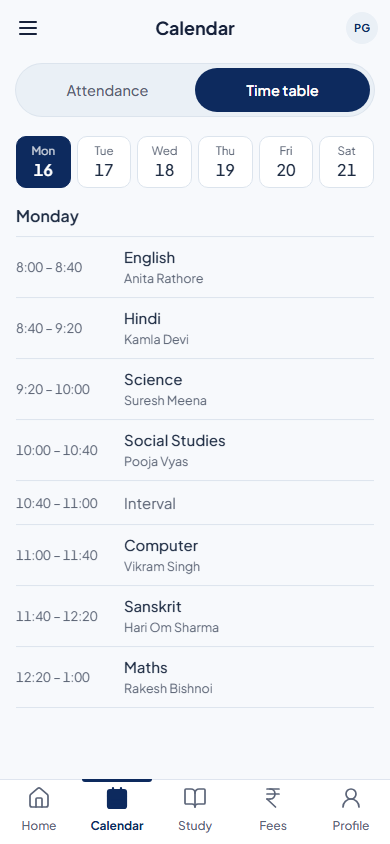 Calendar
PG
Attendance
Time table
Mon
16
Tue
17
Wed
18
Thu
19
Fri
20
Sat
21
Monday
8:00 – 8:40
English
Anita Rathore
8:40 – 9:20
Hindi
Kamla Devi
9:20 – 10:00
Science
Suresh Meena
10:00 – 10:40
Social Studies
Pooja Vyas
10:40 – 11:00
Interval
11:00 – 11:40
Computer
Vikram Singh
11:40 – 12:20
Sanskrit
Hari Om Sharma
12:20 – 1:00
Maths
Rakesh Bishnoi
Home
Calendar
Study
Fees
Profile